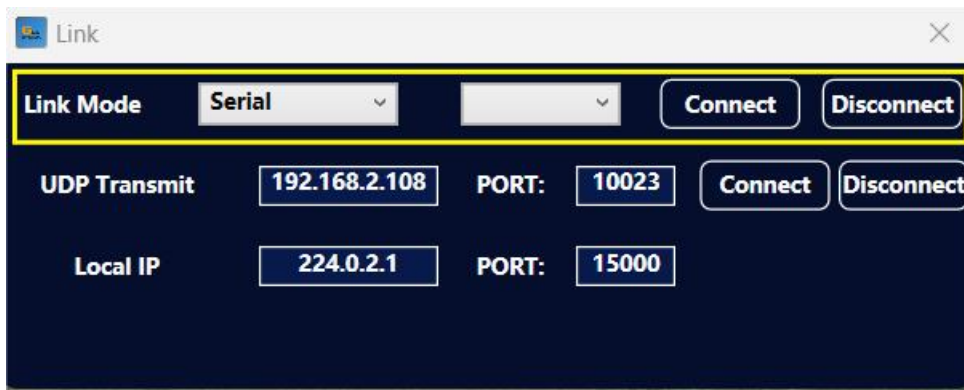 Link
Link Mode Serial Connect Disconnect
UDP Transmit 192.168.2.108 PORT: 10023 Connect Disconnect
Local IP 224.0.2.1 PORT: 15000